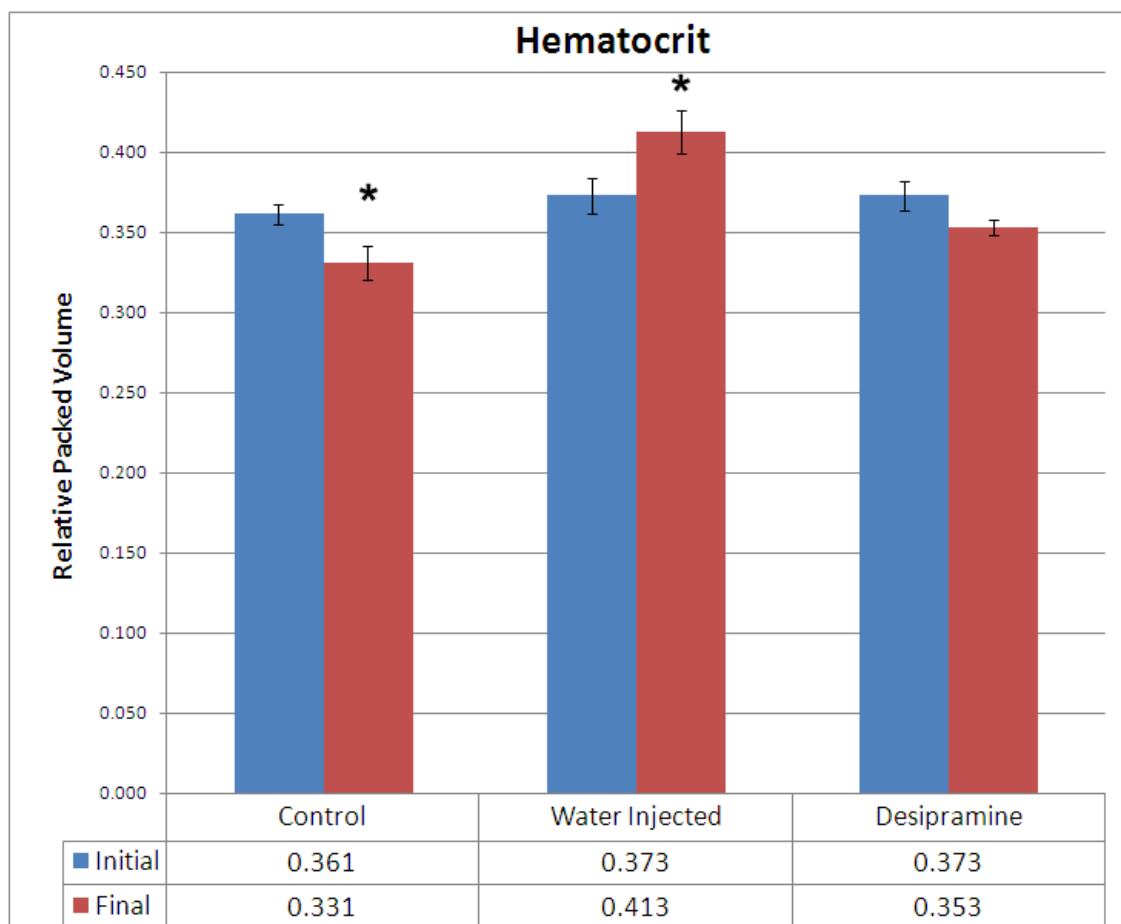 Hematocrit
Relative Packed Volume
0.450
0.400
0.350
0.300
0.250
0.200
0.150
0.100
0.050
0.000
*
*
Control Water Injected Desipramine
Initial 0.361 0.373 0.373
Final 0.331 0.413 0.353